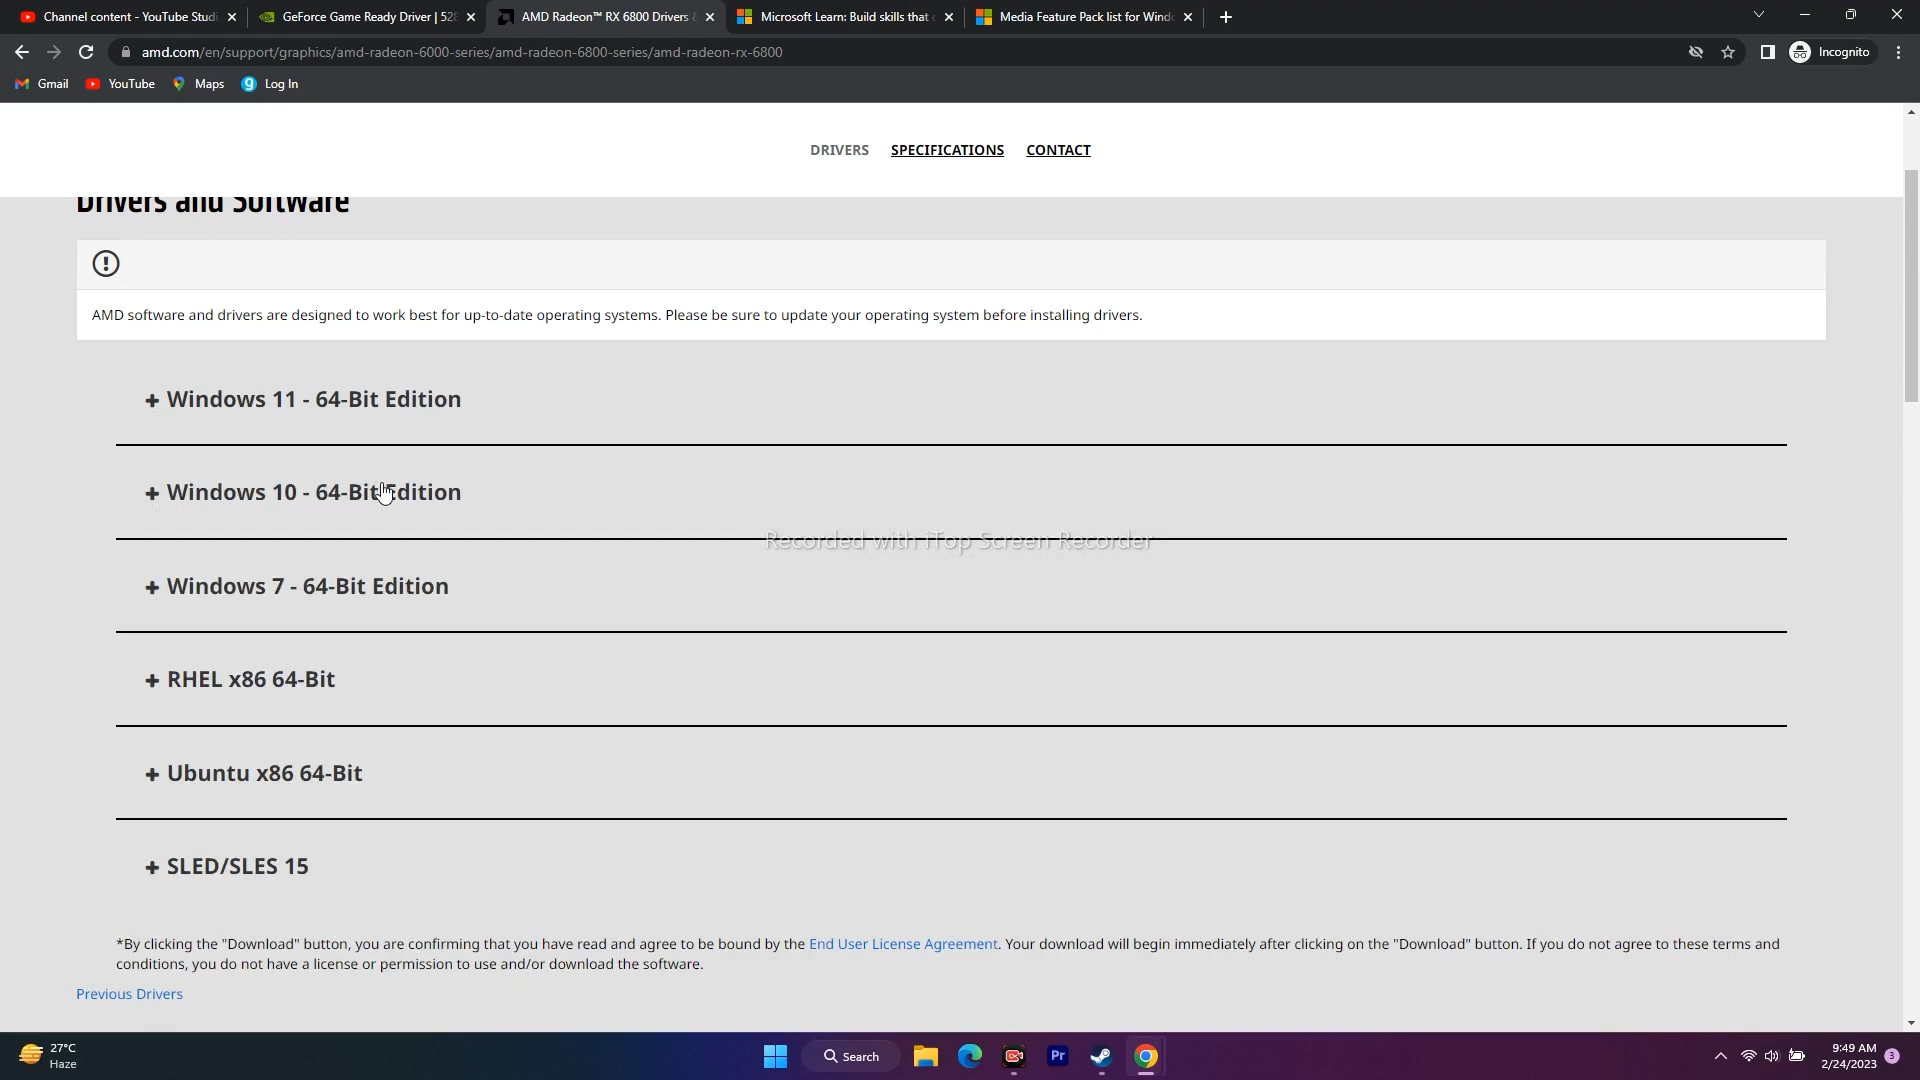 Channel content - YouTube Studi
GeForce Game Ready Driver | 528
AMD Radeon™ RX 6800 Drivers &
Microsoft Learn: Build skills that o
Media Feature Pack list for Windo
amd.com/en/support/graphics/amd-radeon-6000-series/amd-radeon-6800-series/amd-radeon-rx-6800
Incognito
Gmail
YouTube
Maps
Log In
DRIVERS
SPECIFICATIONS
CONTACT
Drivers and Software
AMD software and drivers are designed to work best for up-to-date operating systems. Please be sure to update your operating system before installing drivers.
+ Windows 11 - 64-Bit Edition
+ Windows 10 - 64-Bit Edition
Recorded with iTop Screen Recorder
+ Windows 7 - 64-Bit Edition
+ RHEL x86 64-Bit
+ Ubuntu x86 64-Bit
+ SLED/SLES 15
*By clicking the "Download" button, you are confirming that you have read and agree to be bound by the End User License Agreement. Your download will begin immediately after clicking on the "Download" button. If you do not agree to these terms and
conditions, you do not have a license or permission to use and/or download the software.
Previous Drivers
27°C
Haze
Search
Pr
9:49 AM
2/24/2023
3